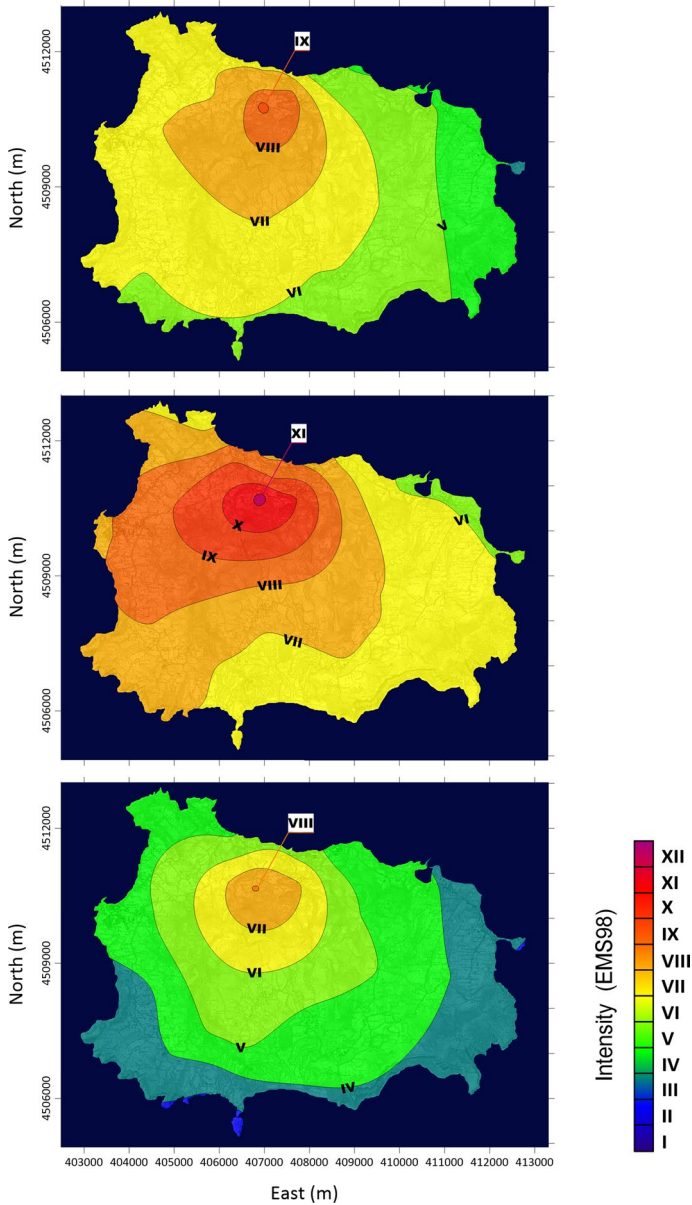 IX
4512000
VIII
4509000
North (m)
VII
V
VI
4506000
XI
4512000
VI
X
IX
4509000
North (m)
VIII
VII
4506000
VIII
4512000
VII
4509000
North (m)
VI
V
IV
4506000
403000 404000 405000 406000 407000 408000 409000 410000 411000 412000 413000
East (m)
Intensity (EMS98)
XII
XI
X
IX
VIII
VII
VI
V
IV
III
II
I